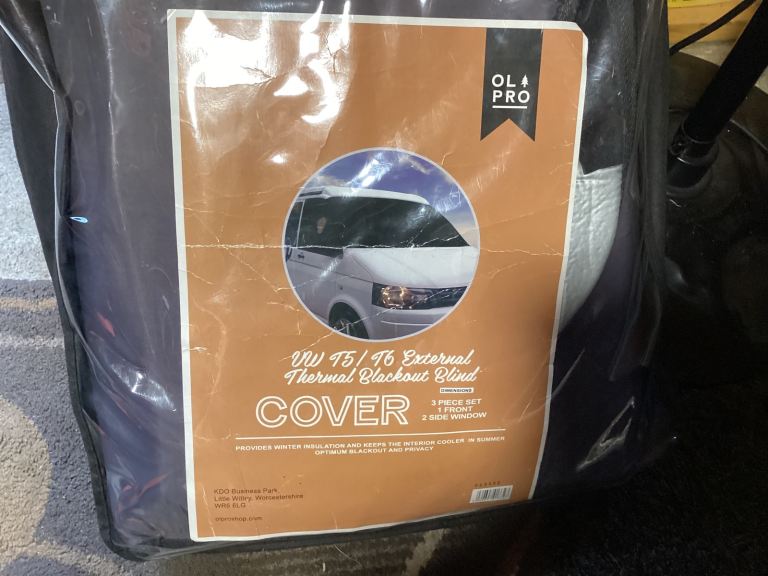 OL
PRO
VW T5 / T6 External
Thermal Blackout Blind
DIMENSIONS
COVER
3 PIECE SET
1 FRONT
2 SIDE WINDOW
PROVIDES WINTER INSULATION AND KEEPS THE INTERIOR COOLER IN SUMMER
OPTIMUM BLACKOUT AND PRIVACY
KDO Business Park
Little Witley, Worcestershire
WR6 6LG
olproshop.com